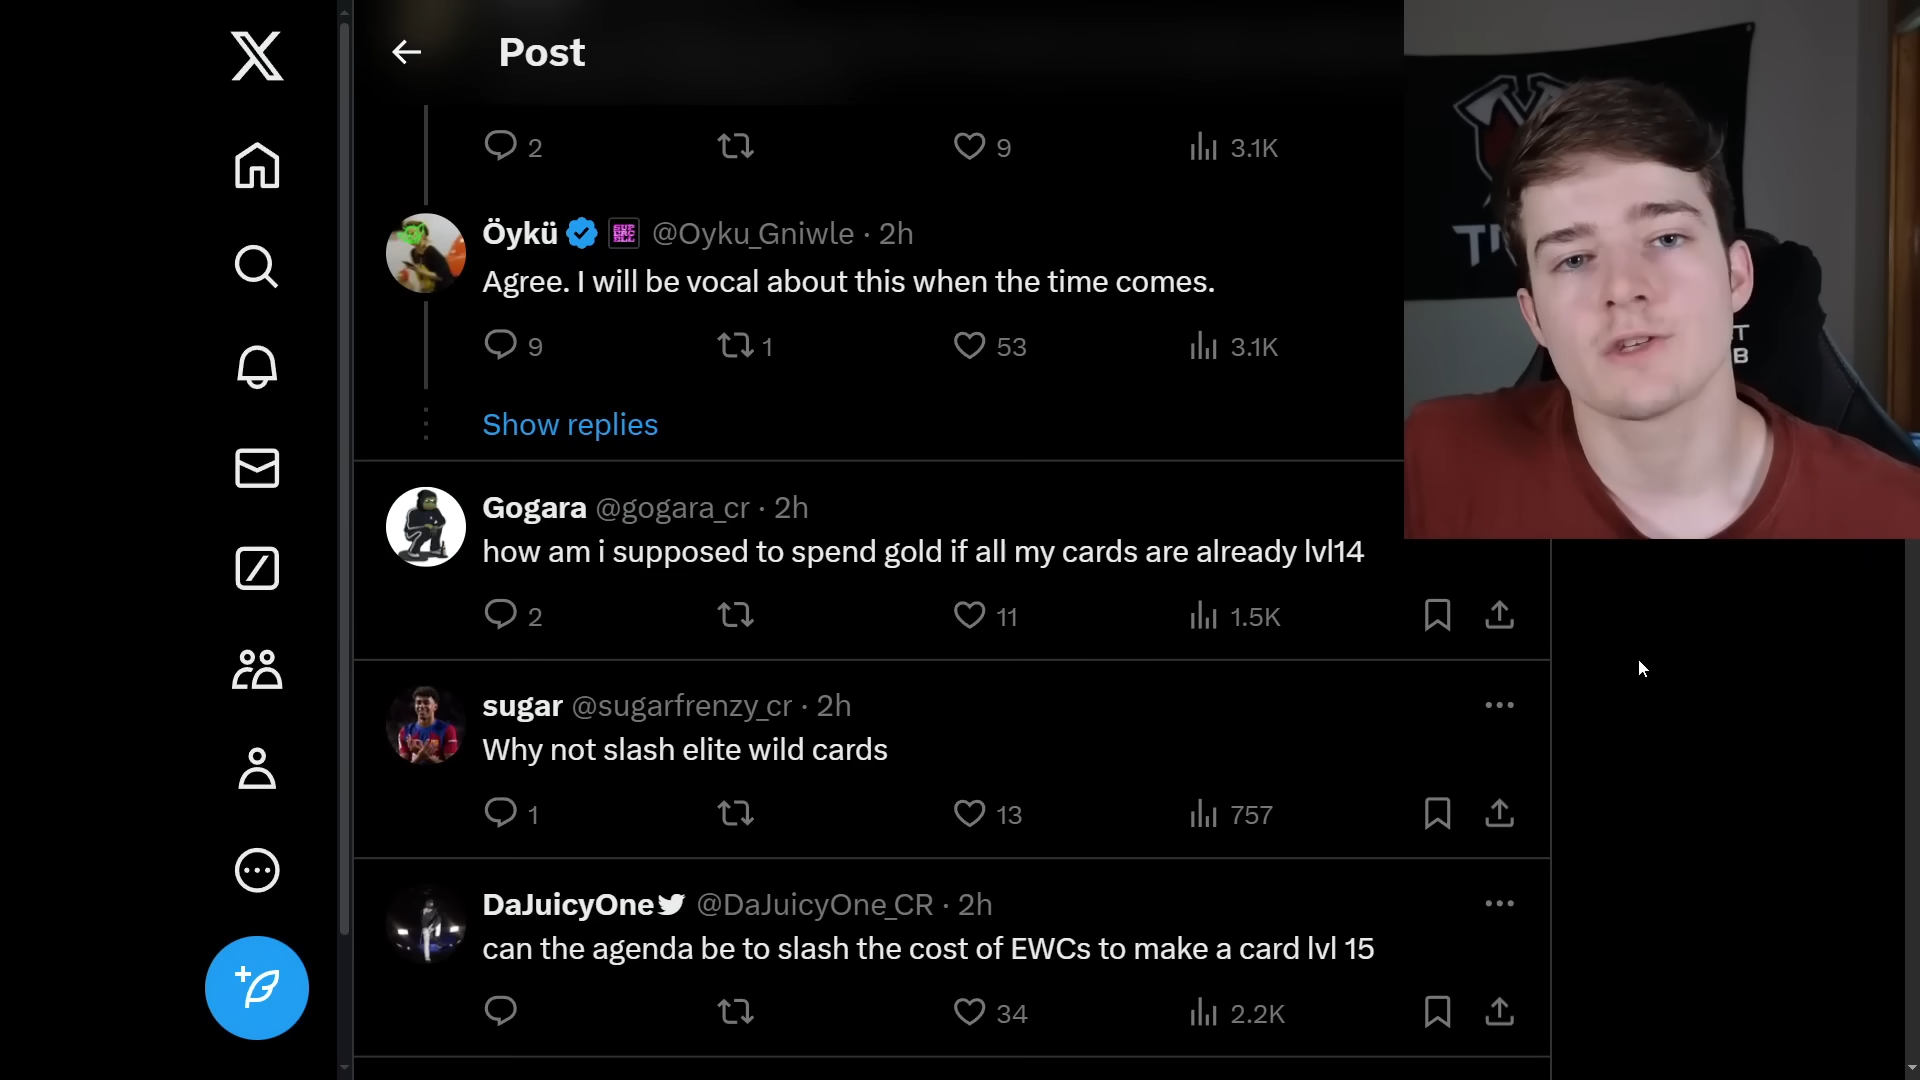 Post
2 9 3.1K
Öykü @Oyku_Gniwle · 2h
Agree. I will be vocal about this when the time comes.
9 1 53 3.1K
Show replies
Gogara @gogara_cr · 2h
how am i supposed to spend gold if all my cards are already lvl14
2 11 1.5K
sugar @sugarfrenzy_cr · 2h
Why not slash elite wild cards
1 13 757
DaJuicyOne @DaJuicyOne_CR · 2h
can the agenda be to slash the cost of EWCs to make a card lvl 15
34 2.2K